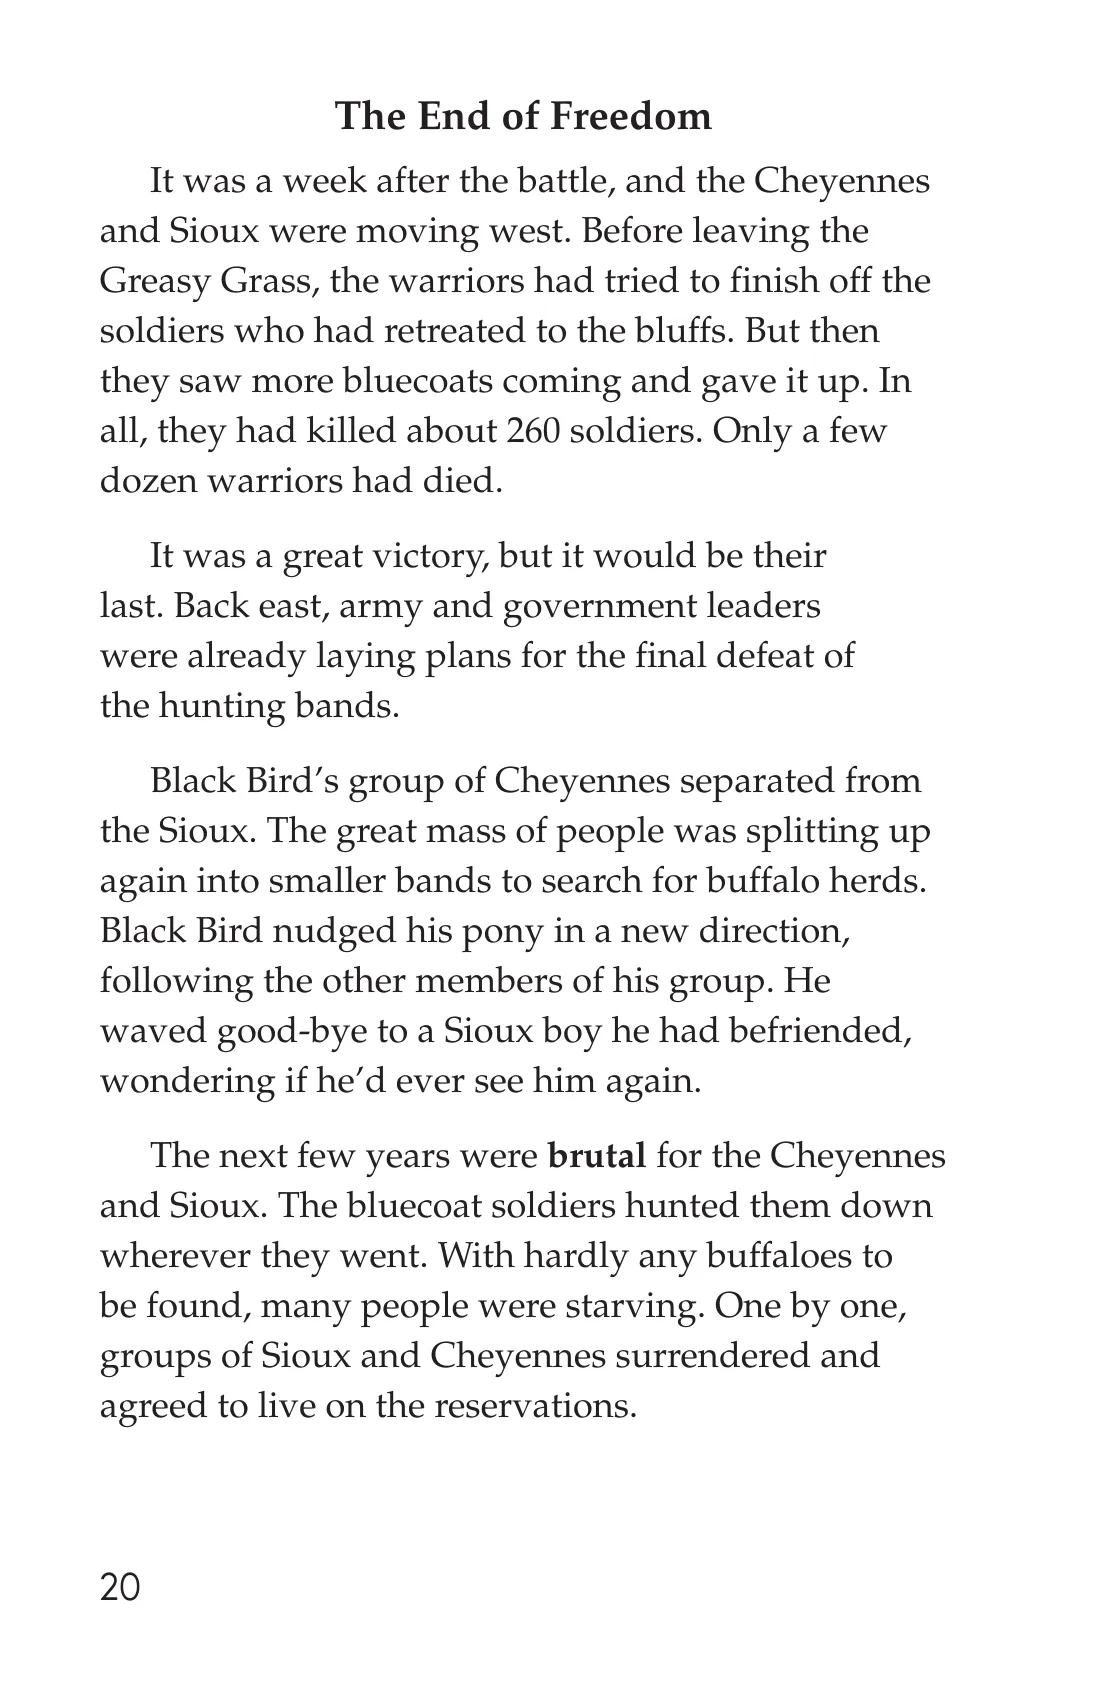 The End of Freedom
It was a week after the battle, and the Cheyennes
and Sioux were moving west. Before leaving the
Greasy Grass, the warriors had tried to finish off the
soldiers who had retreated to the bluffs. But then
they saw more bluecoats coming and gave it up. In
all, they had killed about 260 soldiers. Only a few
dozen warriors had died.
It was a great victory, but it would be their
last. Back east, army and government leaders
were already laying plans for the final defeat of
the hunting bands.
Black Bird’s group of Cheyennes separated from
the Sioux. The great mass of people was splitting up
again into smaller bands to search for buffalo herds.
Black Bird nudged his pony in a new direction,
following the other members of his group. He
waved good-bye to a Sioux boy he had befriended,
wondering if he’d ever see him again.
The next few years were brutal for the Cheyennes
and Sioux. The bluecoat soldiers hunted them down
wherever they went. With hardly any buffaloes to
be found, many people were starving. One by one,
groups of Sioux and Cheyennes surrendered and
agreed to live on the reservations.
20